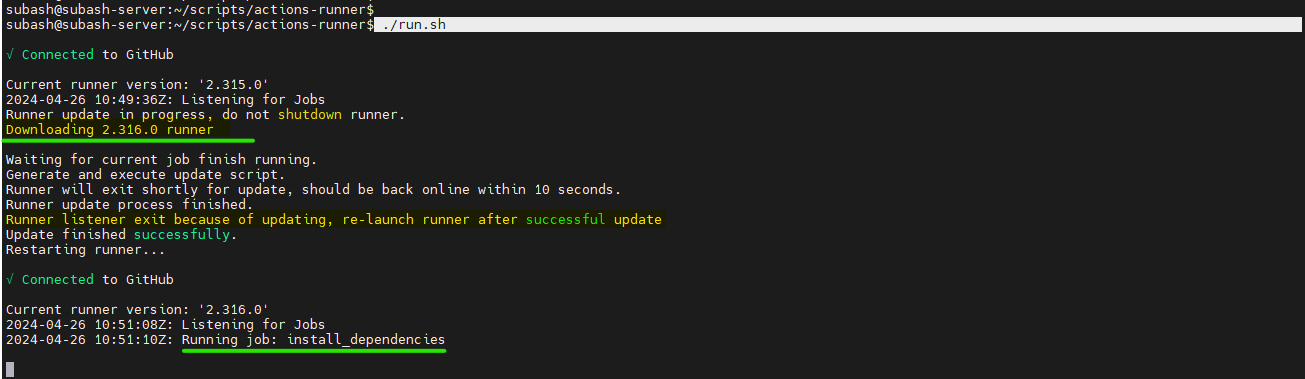 subash@subash-server:~/scripts/actions-runner$
subash@subash-server:~/scripts/actions-runner$ ./run.sh
√ Connected to GitHub
Current runner version: '2.315.0'
2024-04-26 10:49:36Z: Listening for Jobs
Runner update in progress, do not shutdown runner.
Downloading 2.316.0 runner
Waiting for current job finish running.
Generate and execute update script.
Runner will exit shortly for update, should be back online within 10 seconds.
Runner update process finished.
Runner listener exit because of updating, re-launch runner after successful update
Update finished successfully.
Restarting runner...
√ Connected to GitHub
Current runner version: '2.316.0'
2024-04-26 10:51:08Z: Listening for Jobs
2024-04-26 10:51:10Z: Running job: install_dependencies